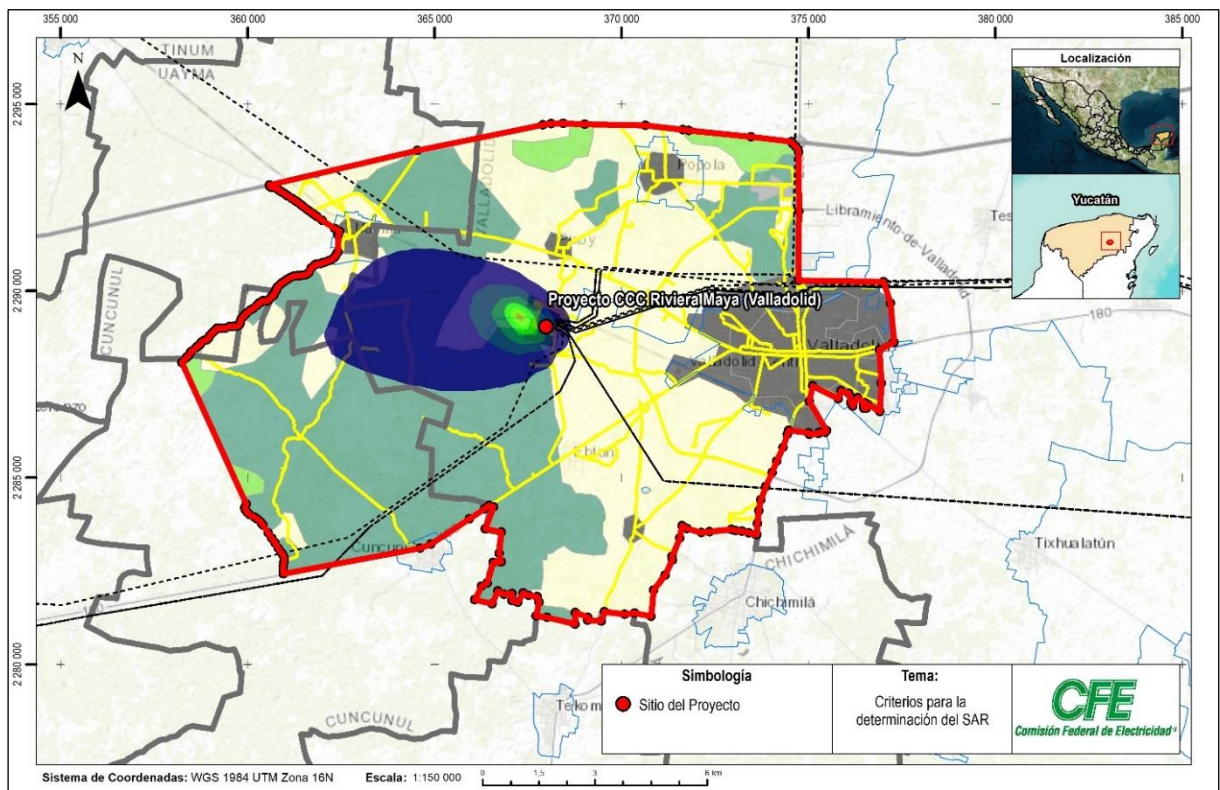 355 000
360 000
365 000
370 000
375 000
380 000
385 000
2 295 000
2 290 000
2 285 000
2 280 000
N
TINUM
UAYMA
VALLADOLID
Popola
Libramiento-de-Valladolid
CUNCUNUL
Proyecto CCC Riviera Maya (Valladolid)
180
Valladolid
Ebtun
Cuncunul
180
CHICHIMILÁ
Chichimilá
Tixhualatún
CUNCUNUL
Localización
Yucatán
Simbología
Sitio del Proyecto
Tema:
Criterios para la
determinación del SAR
CFE
Comisión Federal de Electricidad
Sistema de Coordenadas: WGS 1984 UTM Zona 16N
Escala: 1:150 000
0 1,5 3 6 km